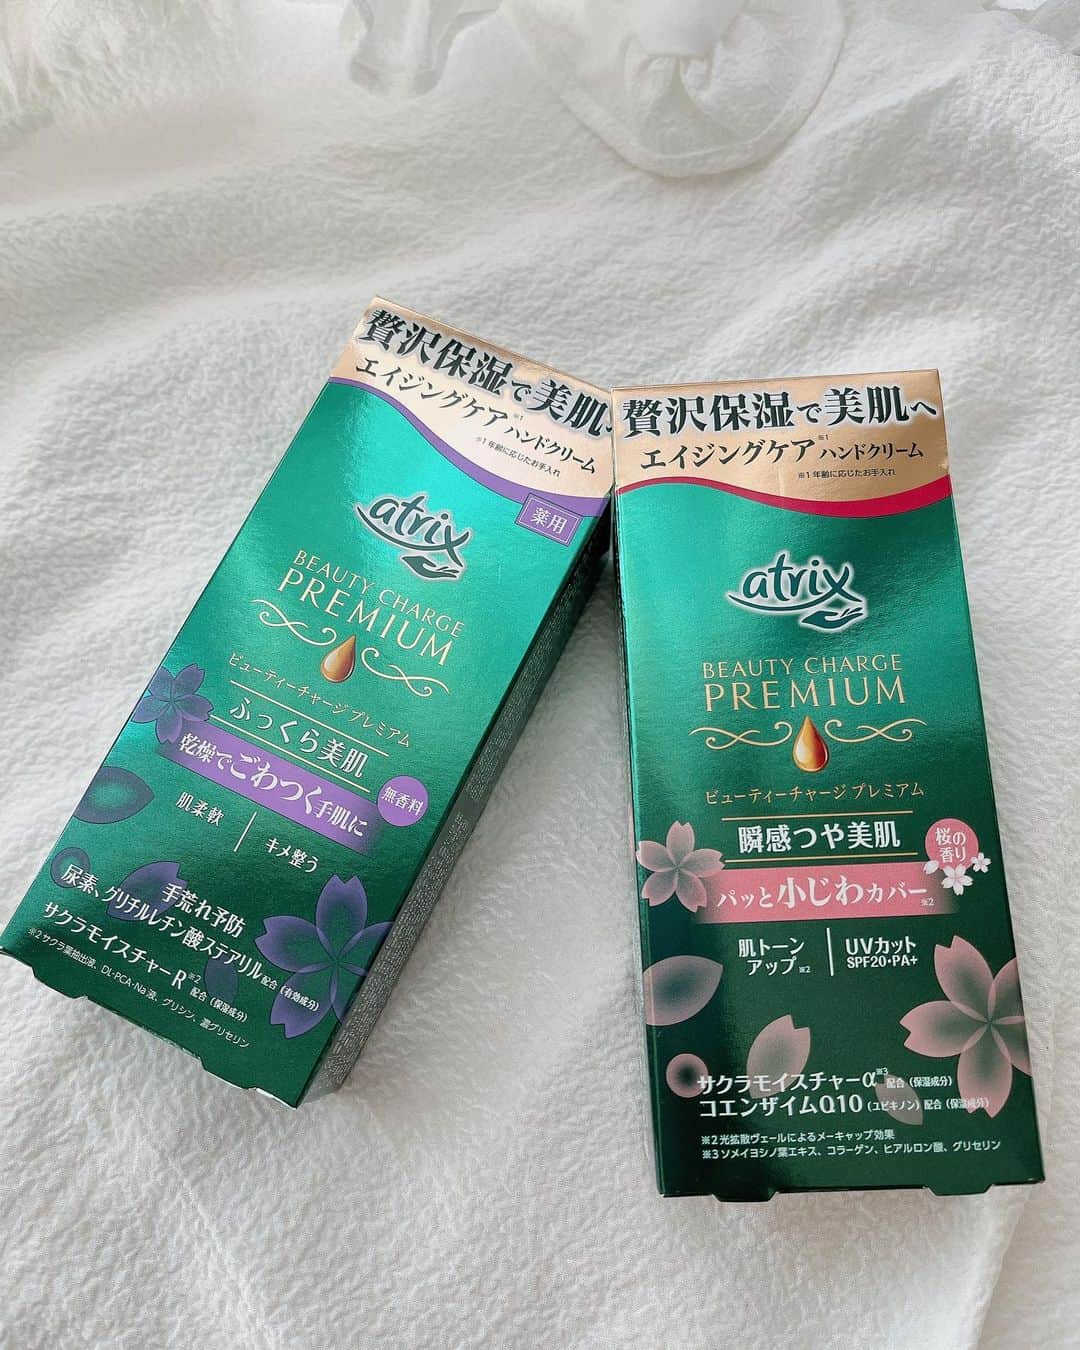 贅沢保湿で美肌へ
エイジングケア※1ハンドクリーム
※1年齢に応じたお手入れ
薬用
atrix
BEAUTY CHARGE
PREMIUM
ビューティーチャージ プレミアム
ふっくら美肌
乾燥でごわつく手肌に
無香料
肌柔軟
キメ整う
手荒れ予防
尿素、グリチルレチン酸ステアリル配合(有効成分)
サクラモイスチャーR※2配合(保湿成分)
※2サクラ葉抽出液、DL-PCA・Na液、グリシン、濃グリセリン
贅沢保湿で美肌へ
エイジングケア※1ハンドクリーム
※1年齢に応じたお手入れ
atrix
BEAUTY CHARGE
PREMIUM
ビューティーチャージ プレミアム
瞬感つや美肌
桜の
香り
パッと小じわカバー※2
肌トーン
アップ※2
UVカット
SPF20・PA+
サクラモイスチャーα※3配合(保湿成分)
コエンザイムQ10(ユビキノン)配合(保湿成分)
※2光拡散ヴェールによるメーキャップ効果
※3ソメイヨシノ葉エキス、コラーゲン、ヒアルロン酸、グリセリン